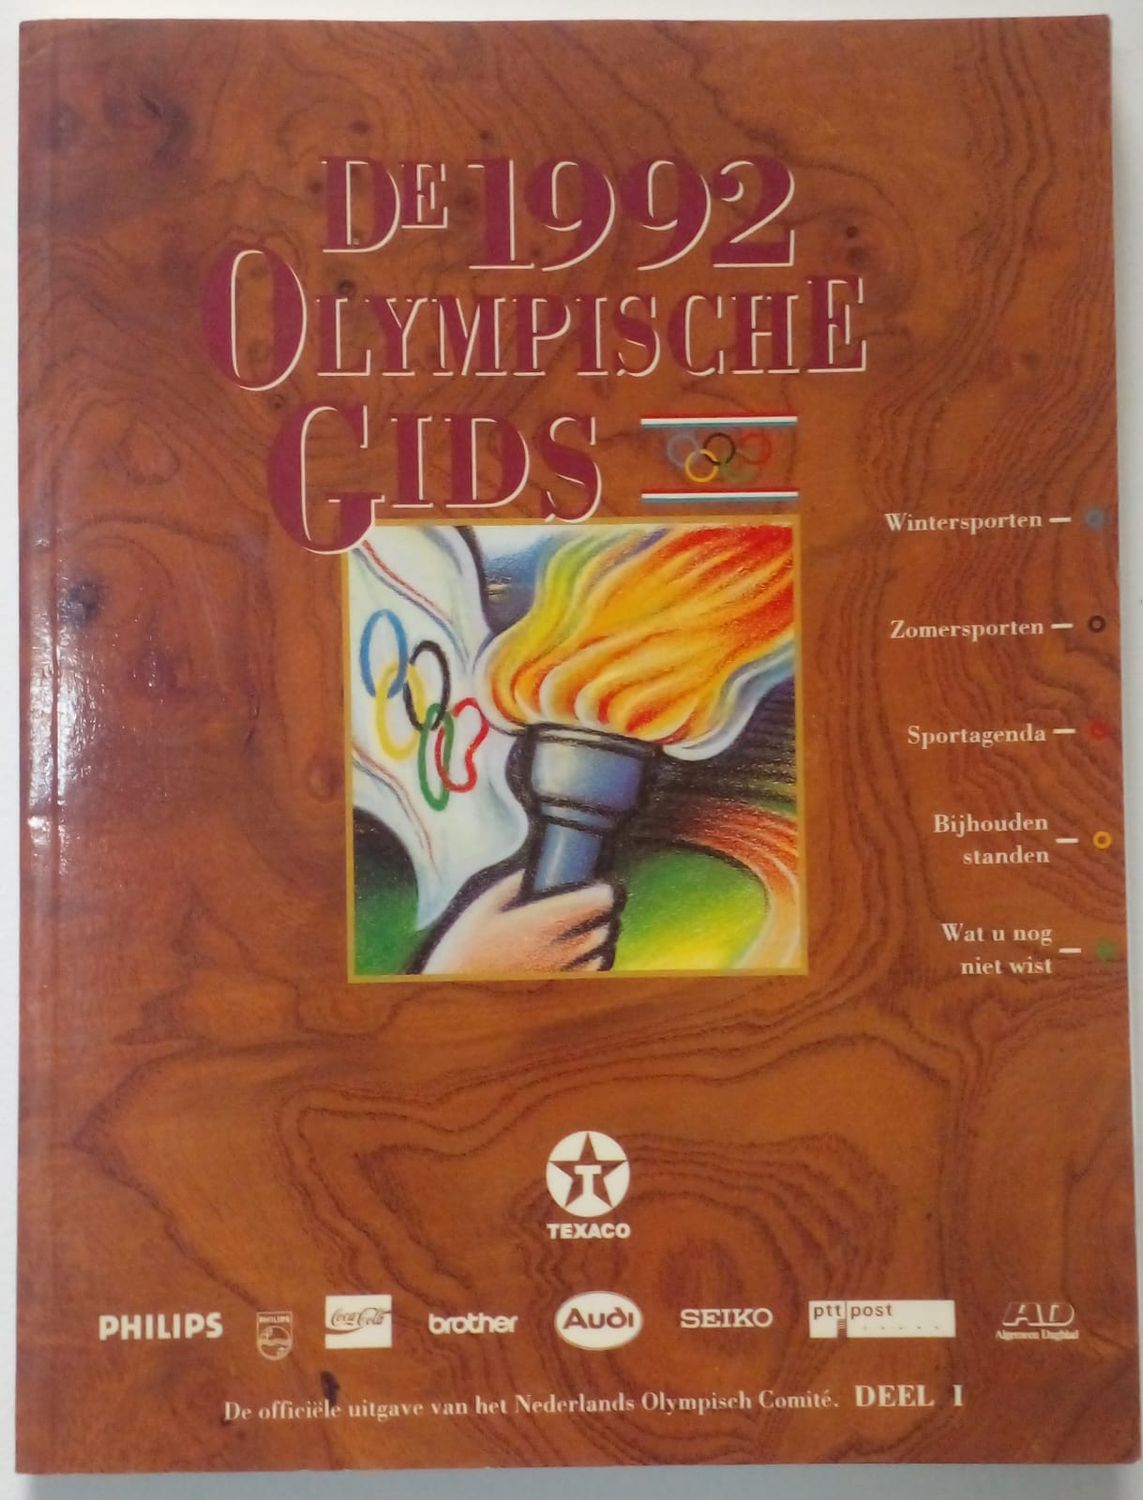 DE 1992
OLYMPISCHE
GIDS
Wintersporten
Zomersporten
Sportagenda
Bijhouden
standen
Wat u nog
niet wist
T
TEXACO
PHILIPS
PHILIPS
Coca-Cola
brother
Audi
SEIKO
ptt post
AD
Algemeen Dagblad
De officiële uitgave van het Nederlands Olympisch Comité. DEEL I